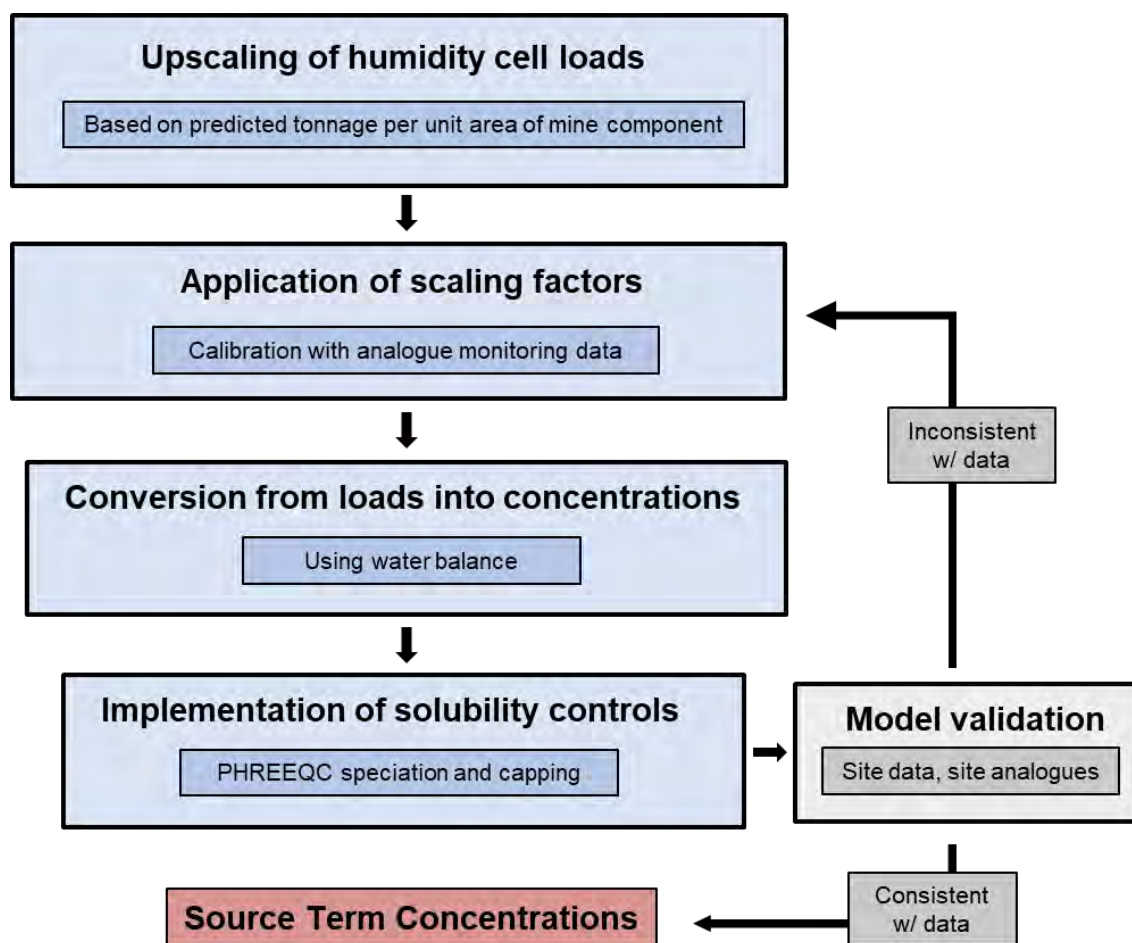 Upscaling of humidity cell loads
Based on predicted tonnage per unit area of mine component
Application of scaling factors
Calibration with analogue monitoring data
Inconsistent
w/ data
Conversion from loads into concentrations
Using water balance
Implementation of solubility controls
PHREEQC speciation and capping
Model validation
Site data, site analogues
Consistent
w/ data
Source Term Concentrations